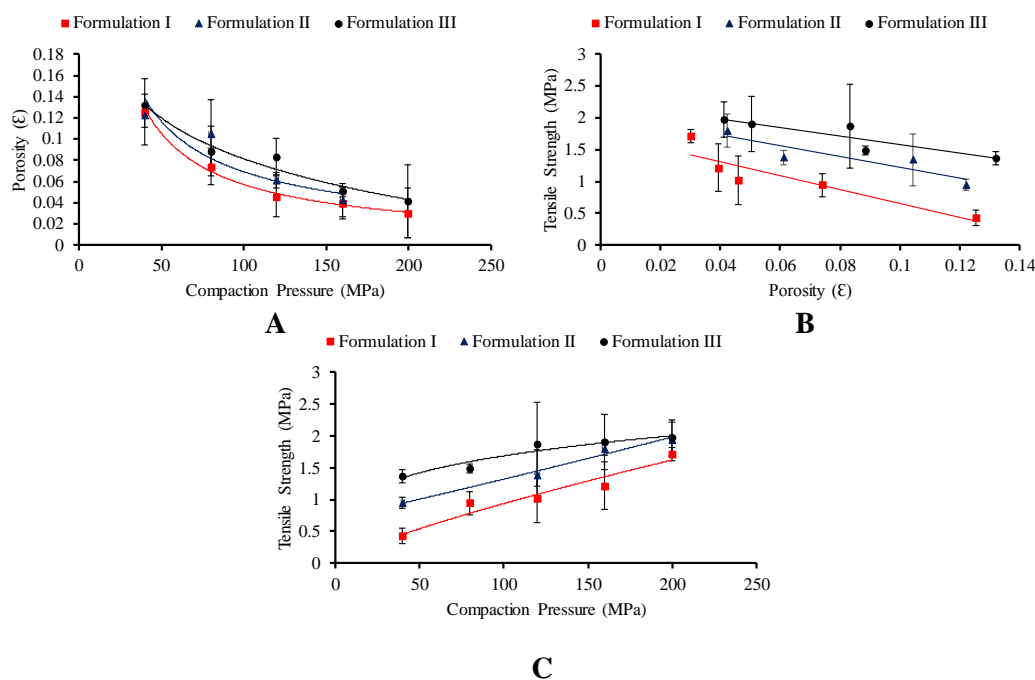 Formulation I Formulation II Formulation III
Porosity (Ɛ)
0.18
0.16
0.14
0.12
0.1
0.08
0.06
0.04
0.02
0
0 50 100 150 200 250
Compaction Pressure (MPa)
A
Formulation I Formulation II Formulation III
Tensile Strength (MPa)
3
2.5
2
1.5
1
0.5
0
0 0.02 0.04 0.06 0.08 0.1 0.12 0.14
Porosity (Ɛ)
B
Formulation I Formulation II Formulation III
Tensile Strength (MPa)
3
2.5
2
1.5
1
0.5
0
0 50 100 150 200 250
Compaction Pressure (MPa)
C